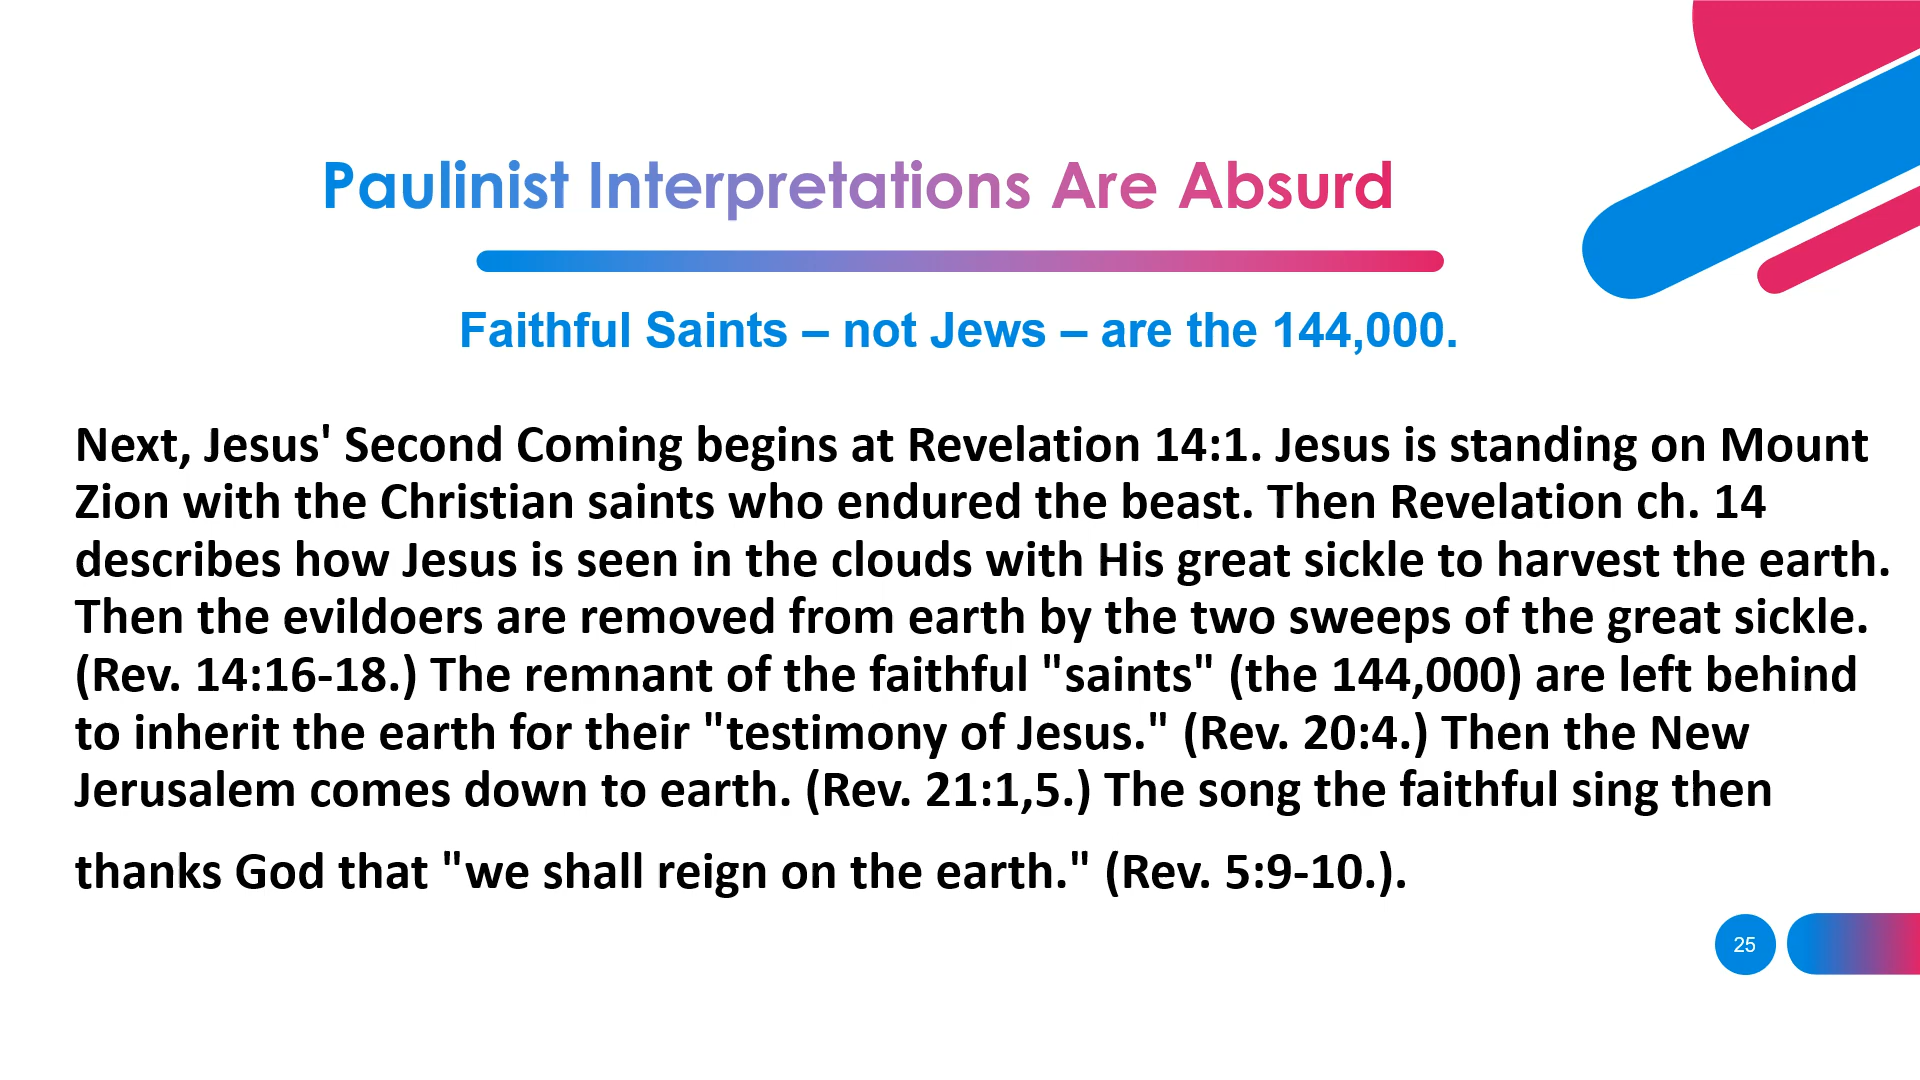 Paulinist Interpretations Are Absurd
Faithful Saints – not Jews – are the 144,000.
Next, Jesus' Second Coming begins at Revelation 14:1. Jesus is standing on Mount
Zion with the Christian saints who endured the beast. Then Revelation ch. 14
describes how Jesus is seen in the clouds with His great sickle to harvest the earth.
Then the evildoers are removed from earth by the two sweeps of the great sickle.
(Rev. 14:16-18.) The remnant of the faithful "saints" (the 144,000) are left behind
to inherit the earth for their "testimony of Jesus." (Rev. 20:4.) Then the New
Jerusalem comes down to earth. (Rev. 21:1,5.) The song the faithful sing then
thanks God that "we shall reign on the earth." (Rev. 5:9-10.).
25